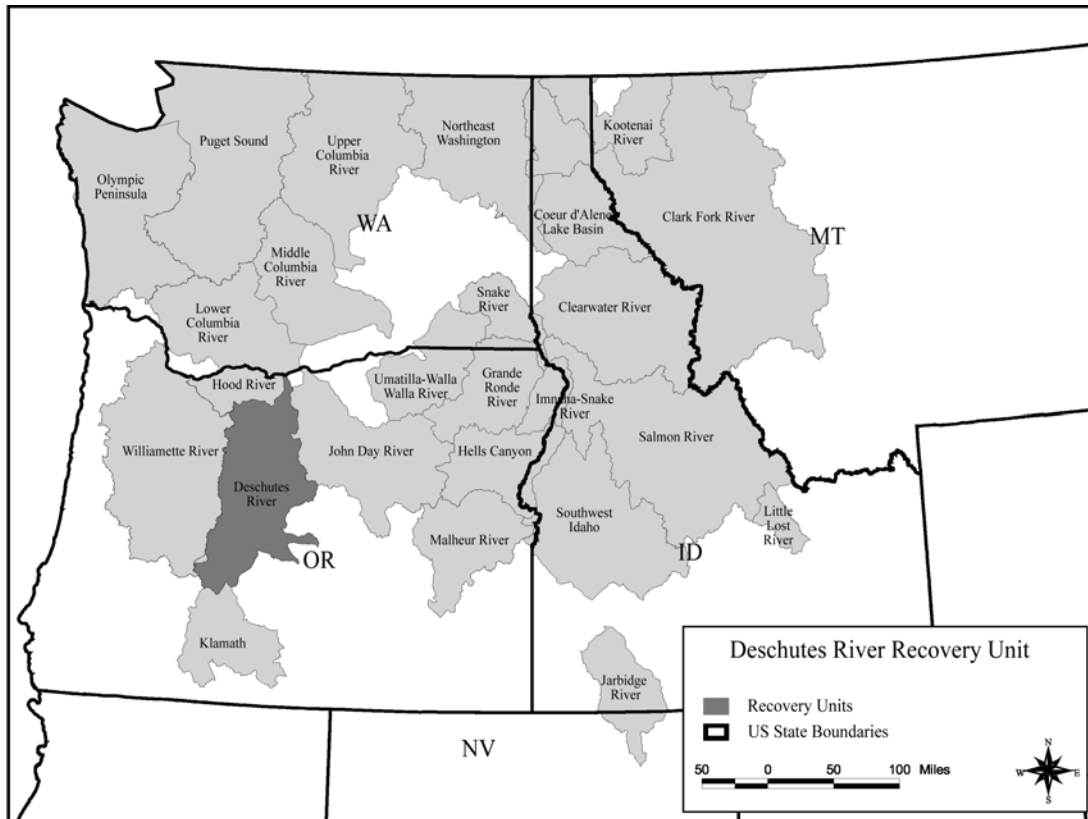 Puget Sound
Upper
Columbia
River
Northeast
Washington
Kootenai
River
Olympic
Peninsula
WA
Coeur d'Alene
Lake Basin
Clark Fork River
MT
Middle
Columbia
River
Lower
Columbia
River
Snake
River
Clearwater River
Hood River
Umatilla-Walla
Walla River
Grande
Ronde
River
Imnaha-Snake
River
Williamette River
John Day River
Hells Canyon
Salmon River
Deschutes
River
Malheur River
Southwest
Idaho
Little
Lost
River
OR
ID
Klamath
Jarbidge
River
NV
Deschutes River Recovery Unit
Recovery Units
US State Boundaries
50 0 50 100 Miles
N
W E
S